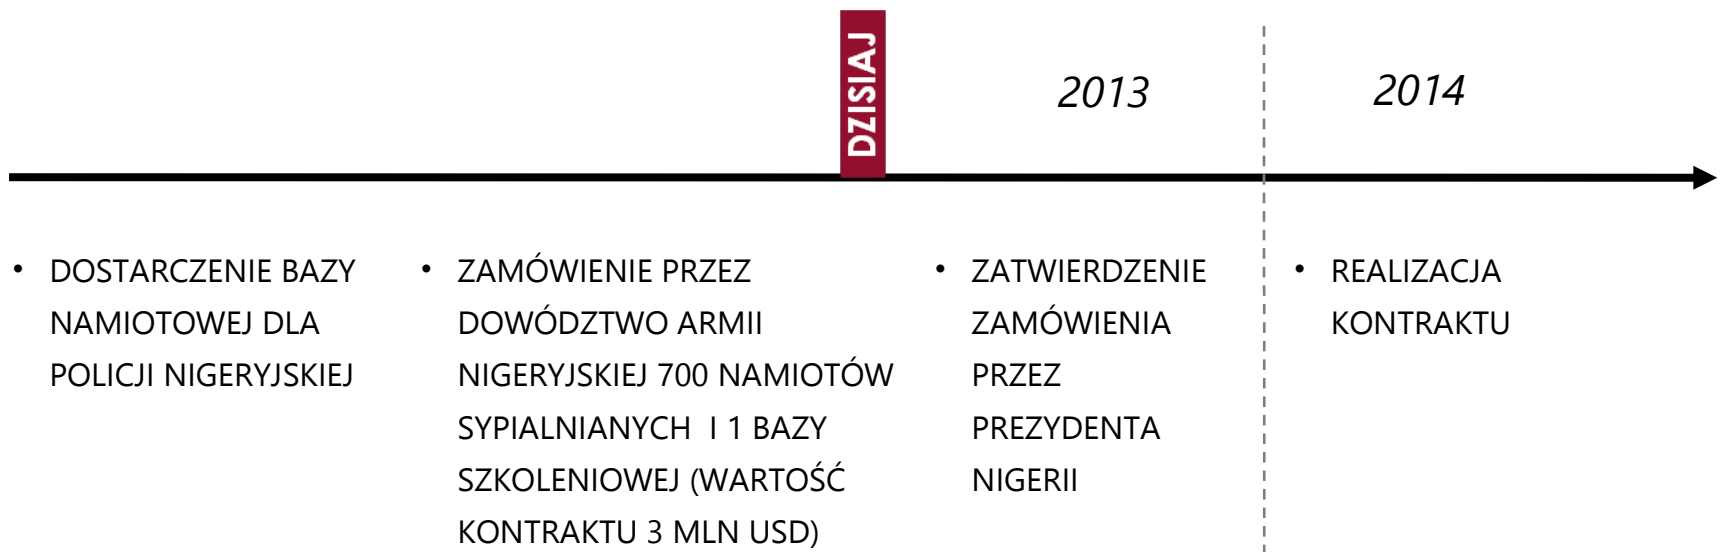 DZISIAJ
2013
2014
• DOSTARCZENIE BAZY
NAMIOTOWEJ DLA
POLICJI NIGERYJSKIEJ
• ZAMÓWIENIE PRZEZ
DOWÓDZTWO ARMII
NIGERYJSKIEJ 700 NAMIOTÓW
SYPIALNIANYCH I 1 BAZY
SZKOLENIOWEJ (WARTOŚĆ
KONTRAKTU 3 MLN USD)
• ZATWIERDZENIE
ZAMÓWIENIA
PRZEZ
PREZYDENTA
NIGERII
• REALIZACJA
KONTRAKTU